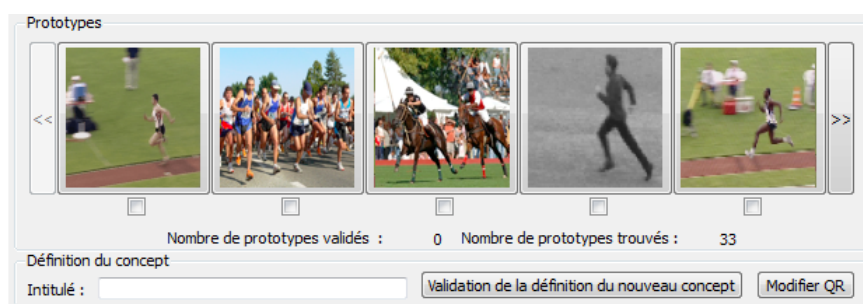 Prototypes
<< >>
Nombre de prototypes validés : 0 Nombre de prototypes trouvés : 33
Définition du concept
Intitulé : Validation de la définition du nouveau concept Modifier QR